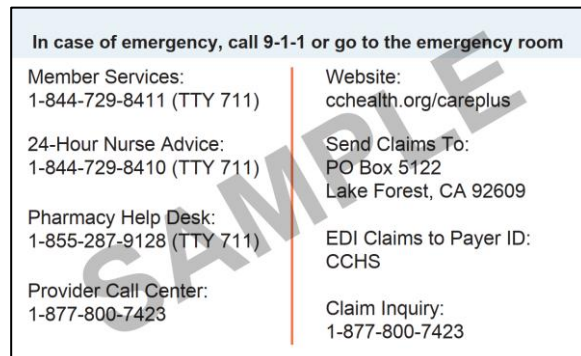 In case of emergency, call 9-1-1 or go to the emergency room
Member Services:
1-844-729-8411 (TTY 711)
24-Hour Nurse Advice:
1-844-729-8410 (TTY 711)
Pharmacy Help Desk:
1-855-287-9128 (TTY 711)
Provider Call Center:
1-877-800-7423
Website:
cchealth.org/careplus
Send Claims To:
PO Box 5122
Lake Forest, CA 92609
EDI Claims to Payer ID:
CCHS
Claim Inquiry:
1-877-800-7423
SAMPLE